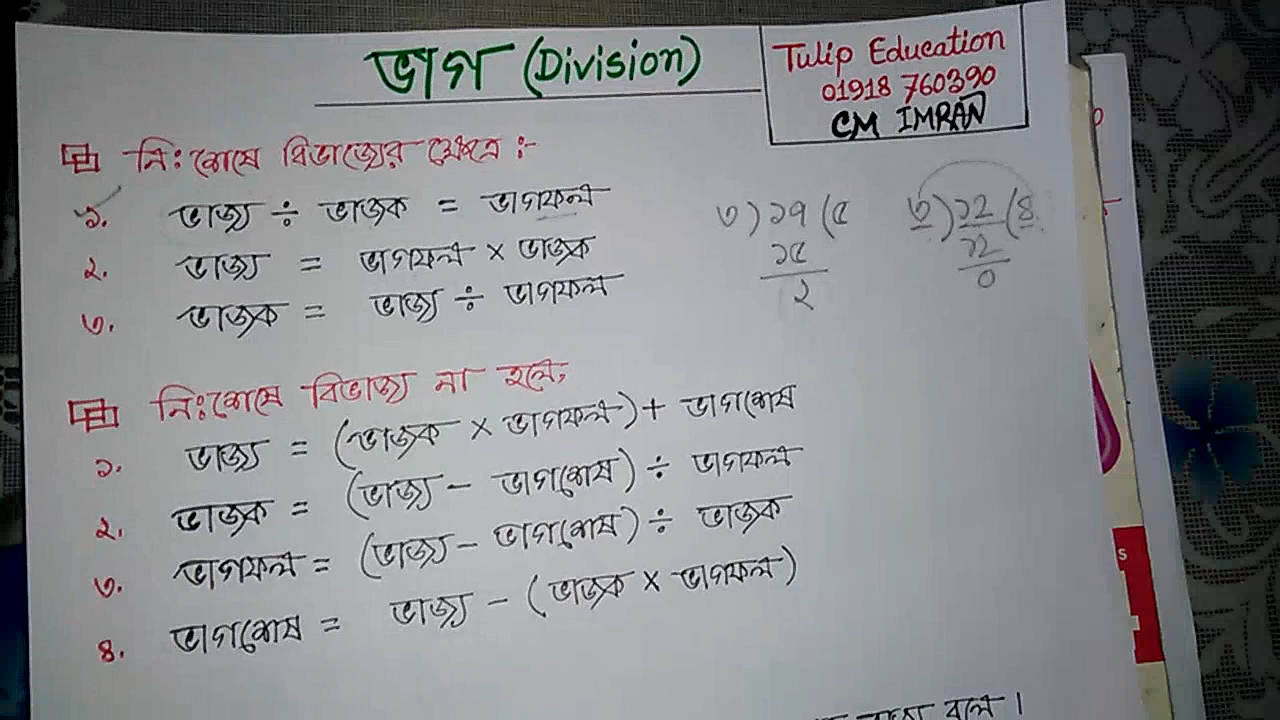 ভাগ (Division)
Tulip Education
01918 760390
CM IMRAN
নিঃশেষে বিভাজ্যের ক্ষেত্রে :-
১. ভাজ্য ÷ ভাজক = ভাগফল
২. ভাজ্য = ভাগফল × ভাজক
৩. ভাজক = ভাজ্য ÷ ভাগফল
৩) ১৭ (৫
১৫
২
৩) ১২ (৪
১২
০
নিঃশেষে বিভাজ্য না হলে,
১. ভাজ্য = (ভাজক × ভাগফল) + ভাগশেষ
২. ভাজক = (ভাজ্য - ভাগশেষ) ÷ ভাগফল
৩. ভাগফল = (ভাজ্য - ভাগশেষ) ÷ ভাজক
৪. ভাগশেষ = ভাজ্য - (ভাজক × ভাগফল)
বলে ।